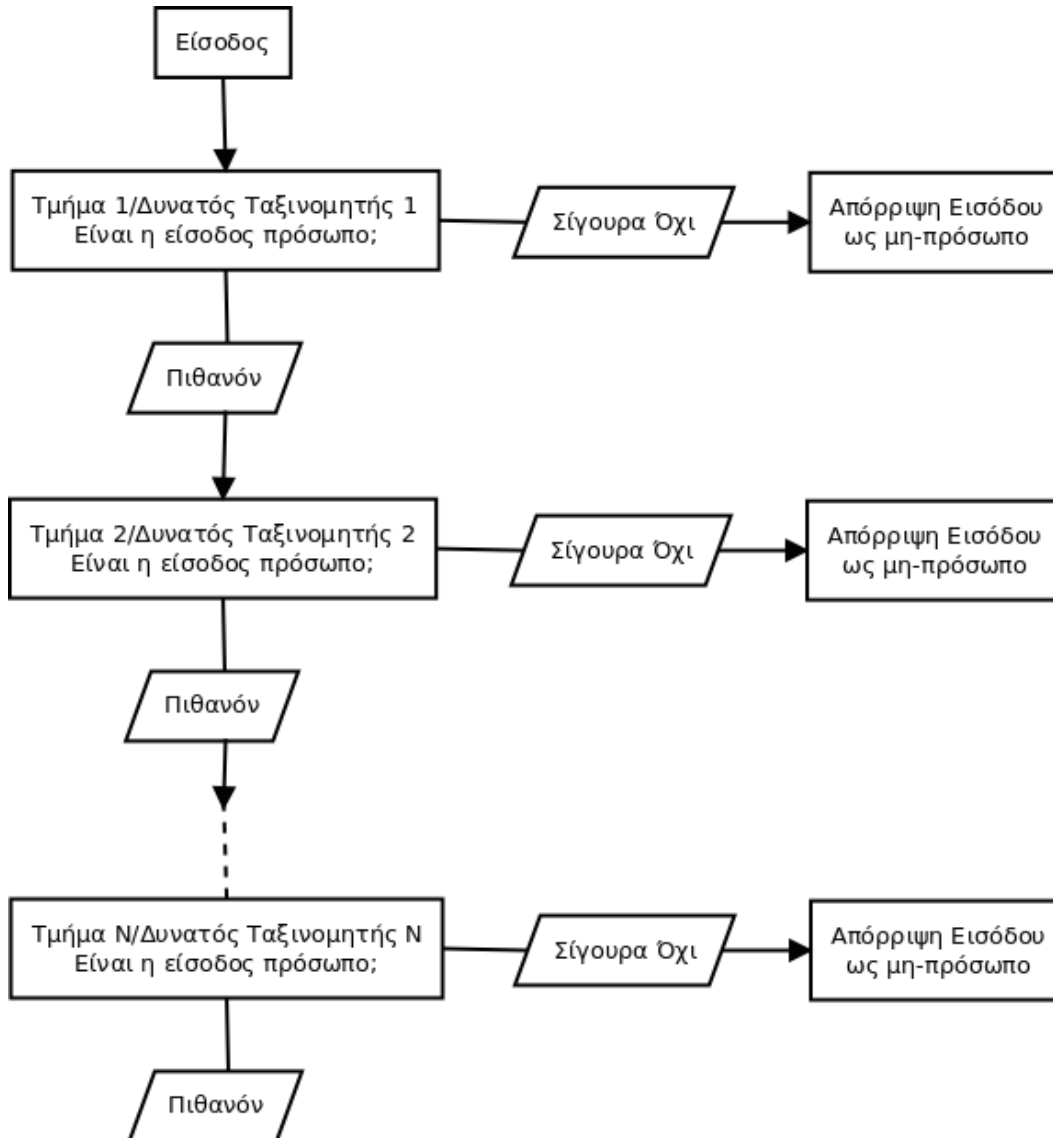 Είσοδος
Τμήμα 1/Δυνατός Ταξινομητής 1
Είναι η είσοδος πρόσωπο;
Σίγουρα Όχι
Απόρριψη Εισόδου
ως μη-πρόσωπο
Πιθανόν
Τμήμα 2/Δυνατός Ταξινομητής 2
Είναι η είσοδος πρόσωπο;
Σίγουρα Όχι
Απόρριψη Εισόδου
ως μη-πρόσωπο
Πιθανόν
Τμήμα Ν/Δυνατός Ταξινομητής Ν
Είναι η είσοδος πρόσωπο;
Σίγουρα Όχι
Απόρριψη Εισόδου
ως μη-πρόσωπο
Πιθανόν